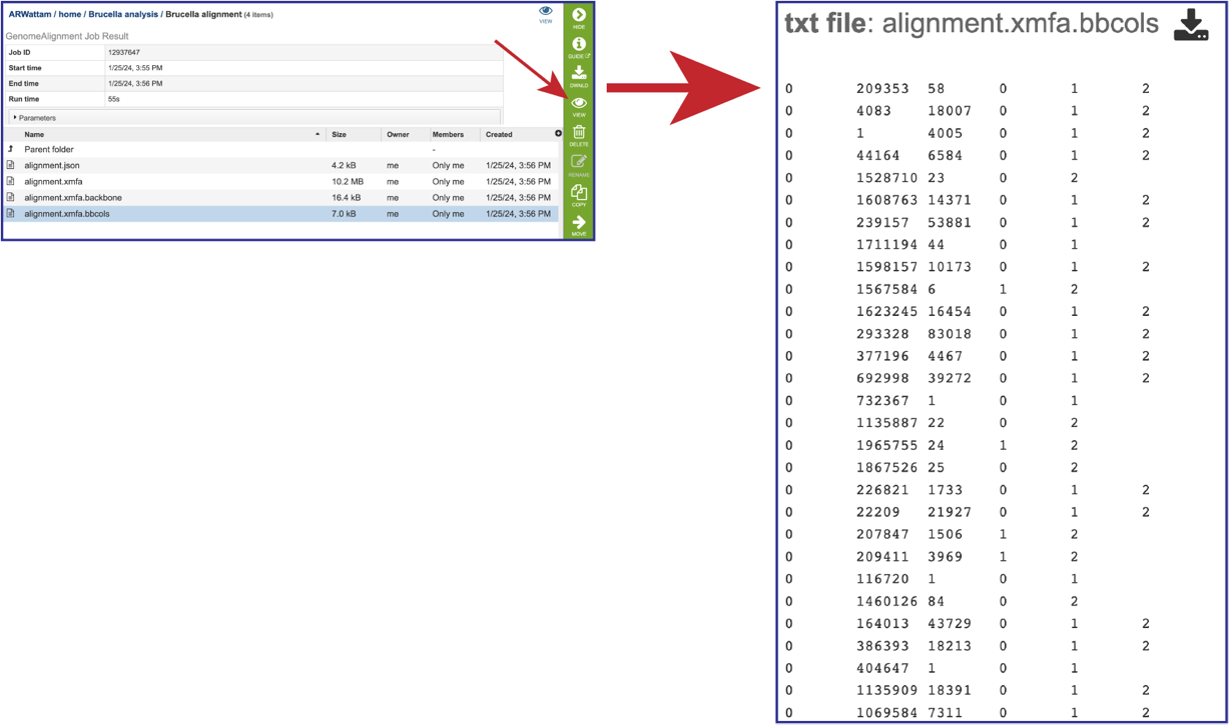 ARWattam / home / Brucella analysis / Brucella alignment (4 items)
VIEW
GenomeAlignment Job Result
Job ID 12937647
Start time 1/25/24, 3:55 PM
End time 1/25/24, 3:56 PM
Run time 55s
Parameters
Name Size Owner Members Created
Parent folder -
alignment.json 4.2 kB me Only me 1/25/24, 3:56 PM
alignment.xmfa 10.2 MB me Only me 1/25/24, 3:56 PM
alignment.xmfa.backbone 16.4 kB me Only me 1/25/24, 3:56 PM
alignment.xmfa.bbcols 7.0 kB me Only me 1/25/24, 3:56 PM
HIDE
GUIDE
DWNLD
VIEW
DELETE
RENAME
COPY
MOVE
txt file: alignment.xmfa.bbcols
0 209353 58 0 1 2
0 4083 18007 0 1 2
0 1 4005 0 1 2
0 44164 6584 0 1 2
0 1528710 23 0 2
0 1608763 14371 0 1 2
0 239157 53881 0 1 2
0 1711194 44 0 1
0 1598157 10173 0 1 2
0 1567584 6 1 2
0 1623245 16454 0 1 2
0 293328 83018 0 1 2
0 377196 4467 0 1 2
0 692998 39272 0 1 2
0 732367 1 0 1
0 1135887 22 0 2
0 1965755 24 1 2
0 1867526 25 0 2
0 226821 1733 0 1 2
0 22209 21927 0 1 2
0 207847 1506 1 2
0 209411 3969 1 2
0 116720 1 0 1
0 1460126 84 0 2
0 164013 43729 0 1 2
0 386393 18213 0 1 2
0 404647 1 0 1
0 1135909 18391 0 1 2
0 1069584 7311 0 1 2